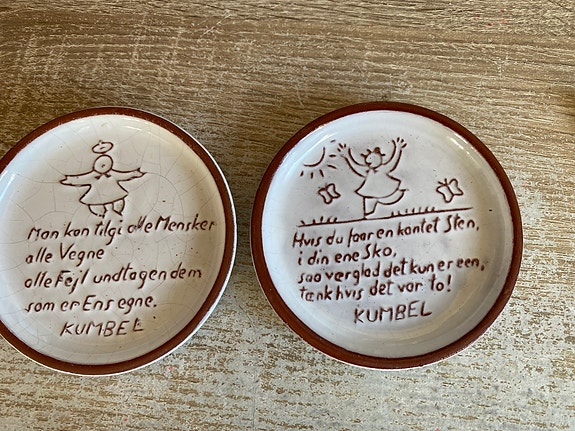 Man kan tilgi alle Mensker
alle Vegne
alle Fejl undtagen dem
som er Ens egne.
KUMBEL
Hvis du faar en kantet Sten,
i din ene Sko,
saa vær glad det kun er een,
tænk hvis det var to!
KUMBEL